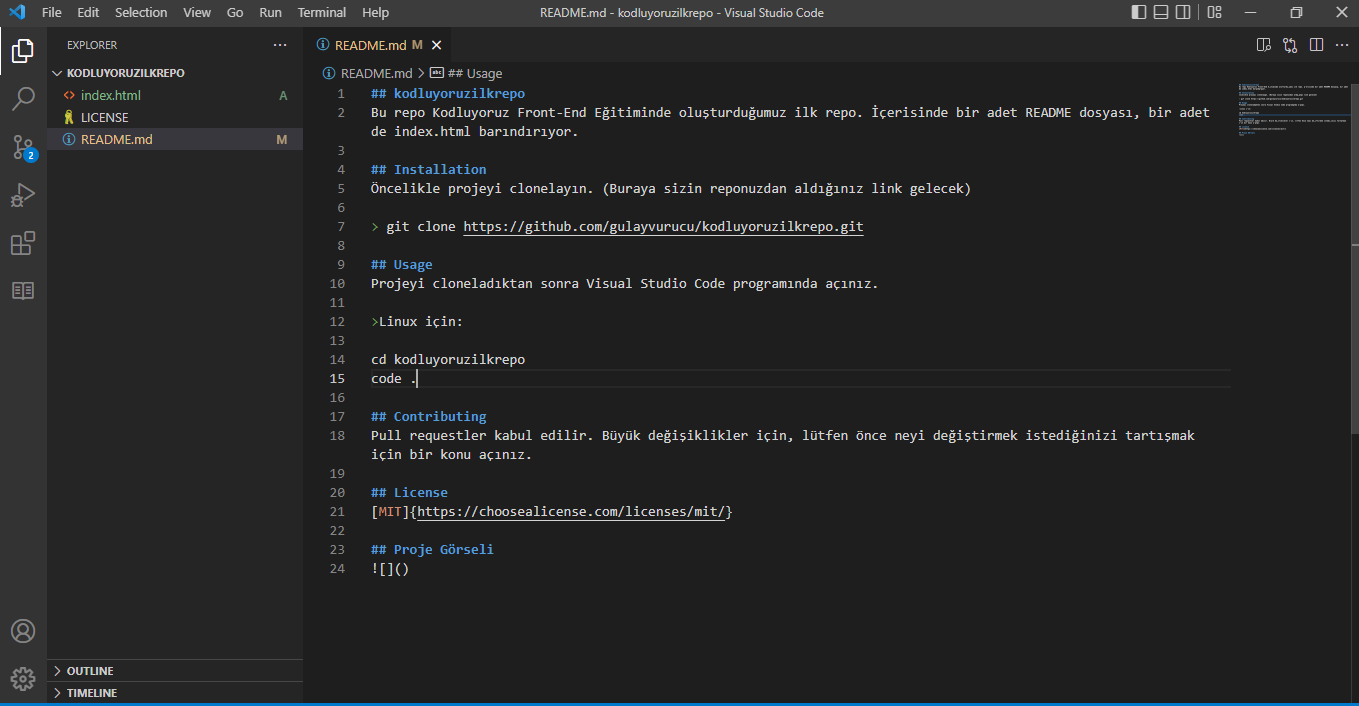 File Edit Selection View Go Run Terminal Help README.md - kodluyoruzilkrepo - Visual Studio Code
EXPLORER
README.md M
KODLUYORUZILKREPO
README.md > ## Usage
index.html A
LICENSE
README.md M
2
1 ## kodluyoruzilkrepo
2 Bu repo Kodluyoruz Front-End Eğitiminde oluşturduğumuz ilk repo. İçerisinde bir adet README dosyası, bir adet
de index.html barındırıyor.
3
4 ## Installation
5 Öncelikle projeyi clonelayın. (Buraya sizin reponuzdan aldığınız link gelecek)
6
7 > git clone https://github.com/gulayvurucu/kodluyoruzilkrepo.git
8
9 ## Usage
10 Projeyi cloneladıktan sonra Visual Studio Code programında açınız.
11
12 >Linux için:
13
14 cd kodluyoruzilkrepo
15 code .
16
17 ## Contributing
18 Pull requestler kabul edilir. Büyük değişiklikler için, lütfen önce neyi değiştirmek istediğinizi tartışmak
için bir konu açınız.
19
20 ## License
21 [MIT]{https://choosealicense.com/licenses/mit/}
22
23 ## Proje Görseli
24 ![]()
OUTLINE
TIMELINE